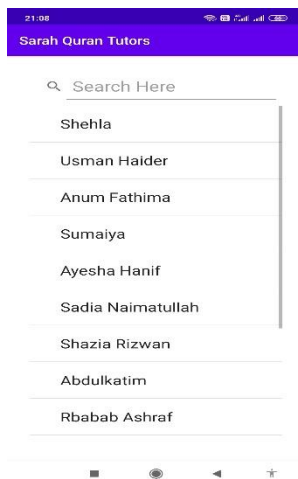 21:08
Sarah Quran Tutors
Search Here
Shehla
Usman Haider
Anum Fathima
Sumaiya
Ayesha Hanif
Sadia Naimatullah
Shazia Rizwan
Abdulkatim
Rbabab Ashraf